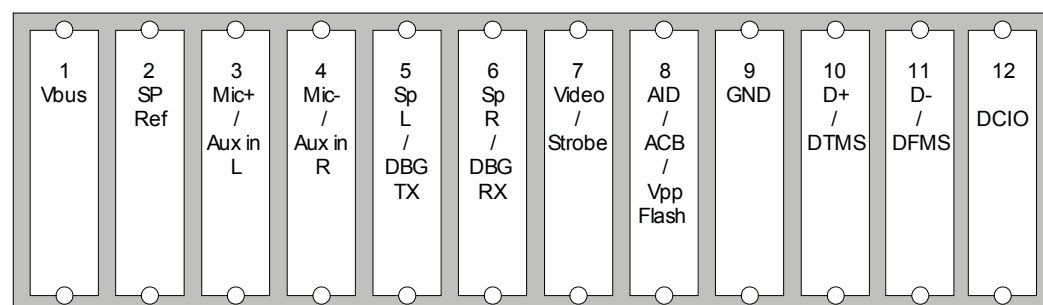 1
Vbus
2
SP
Ref
3
Mic+
/
Aux in
L
4
Mic-
/
Aux in
R
5
Sp
L
/
DBG
TX
6
Sp
R
/
DBG
RX
7
Video
/
Strobe
8
AID
/
ACB
/
Vpp
Flash
9
GND
10
D+
/
DTMS
11
D-
/
DFMS
12
DCIO